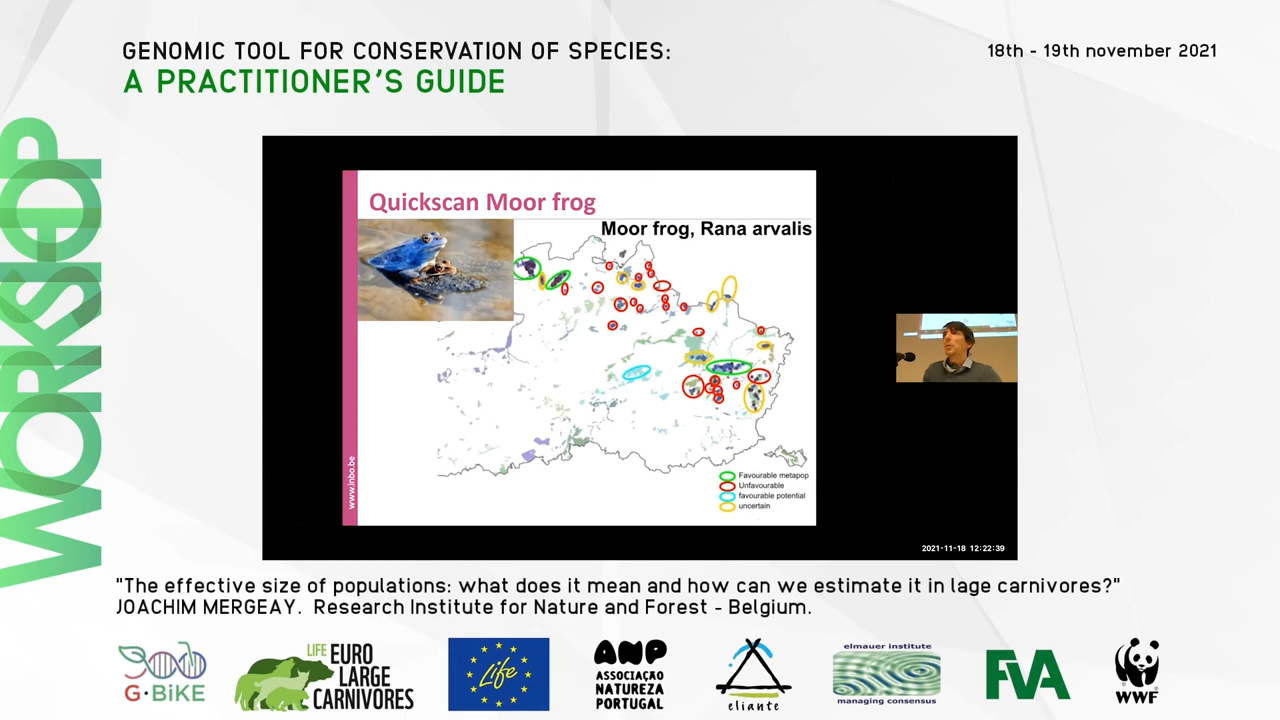 GENOMIC TOOL FOR CONSERVATION OF SPECIES:
A PRACTITIONER'S GUIDE
18th - 19th november 2021
WORKSHOP
Quickscan Moor frog
Moor frog, Rana arvalis
Favourable metapop
Unfavourable
favourable potential
uncertain
www.inbo.be
2021-11-18 12:22:39
"The effective size of populations: what does it mean and how can we estimate it in lage carnivores?"
JOACHIM MERGEAY. Research Institute for Nature and Forest - Belgium.
G·BiKE
LIFE EURO
LARGE
CARNIVORES
Life
ANP
ASSOCIAÇÃO
NATUREZA
PORTUGAL
eliante
elmauer institute
managing consensus
FVA
WWF